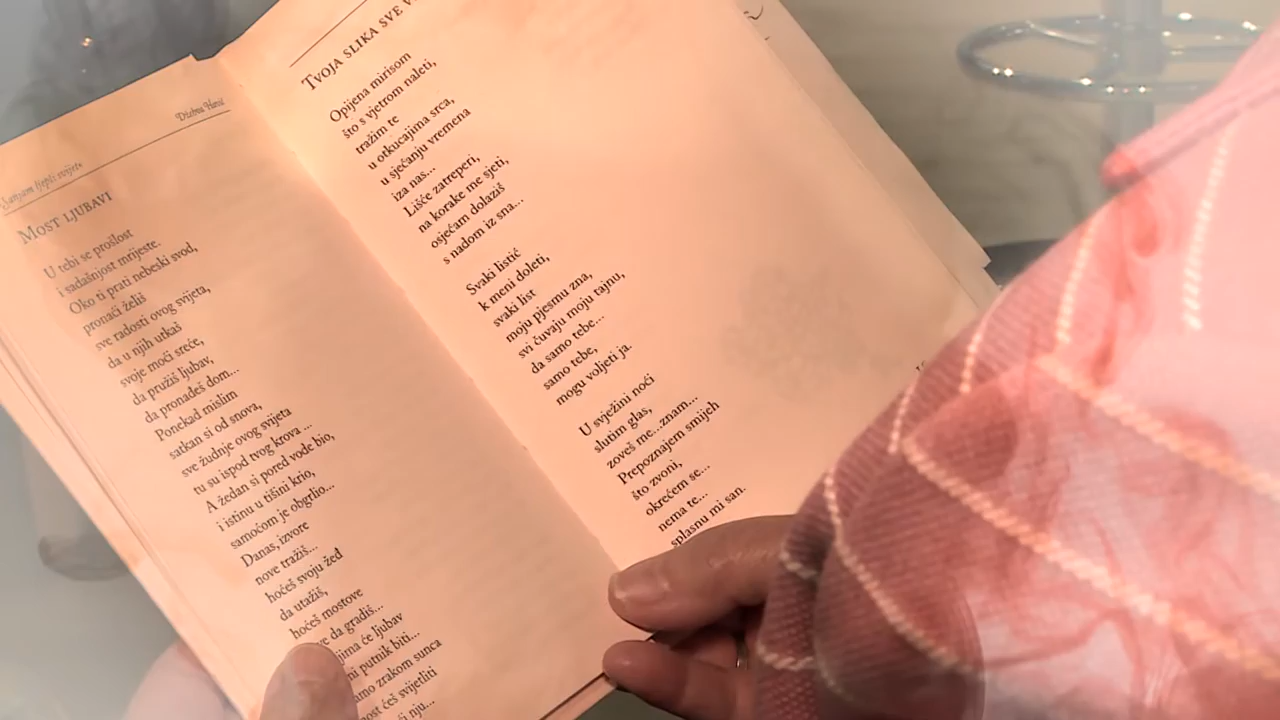 Sanjam ljepši svijet
MOST LJUBAVI
U tebi se prošlost
i sadašnjost mrijeste.
Oko ti prati nebeski svod,
pronaći želiš
sve radosti ovog svijeta,
da u njih utkaš
svoje moći sreće,
da pružiš ljubav,
da pronađeš dom...
Ponekad mislim
satkan si od snova,
sve žudnje ovog svijeta
tu su ispod tvog krova ...
A žedan si pored vode bio,
i istinu u tišini krio,
samoćom je obgrlio...
Danas, izvore
nove tražiš...
hoćeš svoju žed
da utažiš,
hoćeš mostove
da gradiš...
će ljubav
putnik biti...
zrakom sunca
ćeš svijetliti
nju...
TVOJA SLIKA SVE
Opijena mirisom
što s vjetrom naleti,
tražim te
u otkucajima srca,
u sjećanju vremena
iza nas...
Lišće zatreperi,
na korake me sjeti,
osjećam dolaziš
s nadom iz sna...
Svaki listić
k meni doleti,
svaki list
moju pjesmu zna,
svi čuvaju moju tajnu,
da samo tebe...
samo tebe,
mogu voljeti ja.
U svježini noći
slutim glas,
zoveš me...znam...
Prepoznajem smijeh
što zvoni,
okrećem se...
nema te...
splasnu mi san.